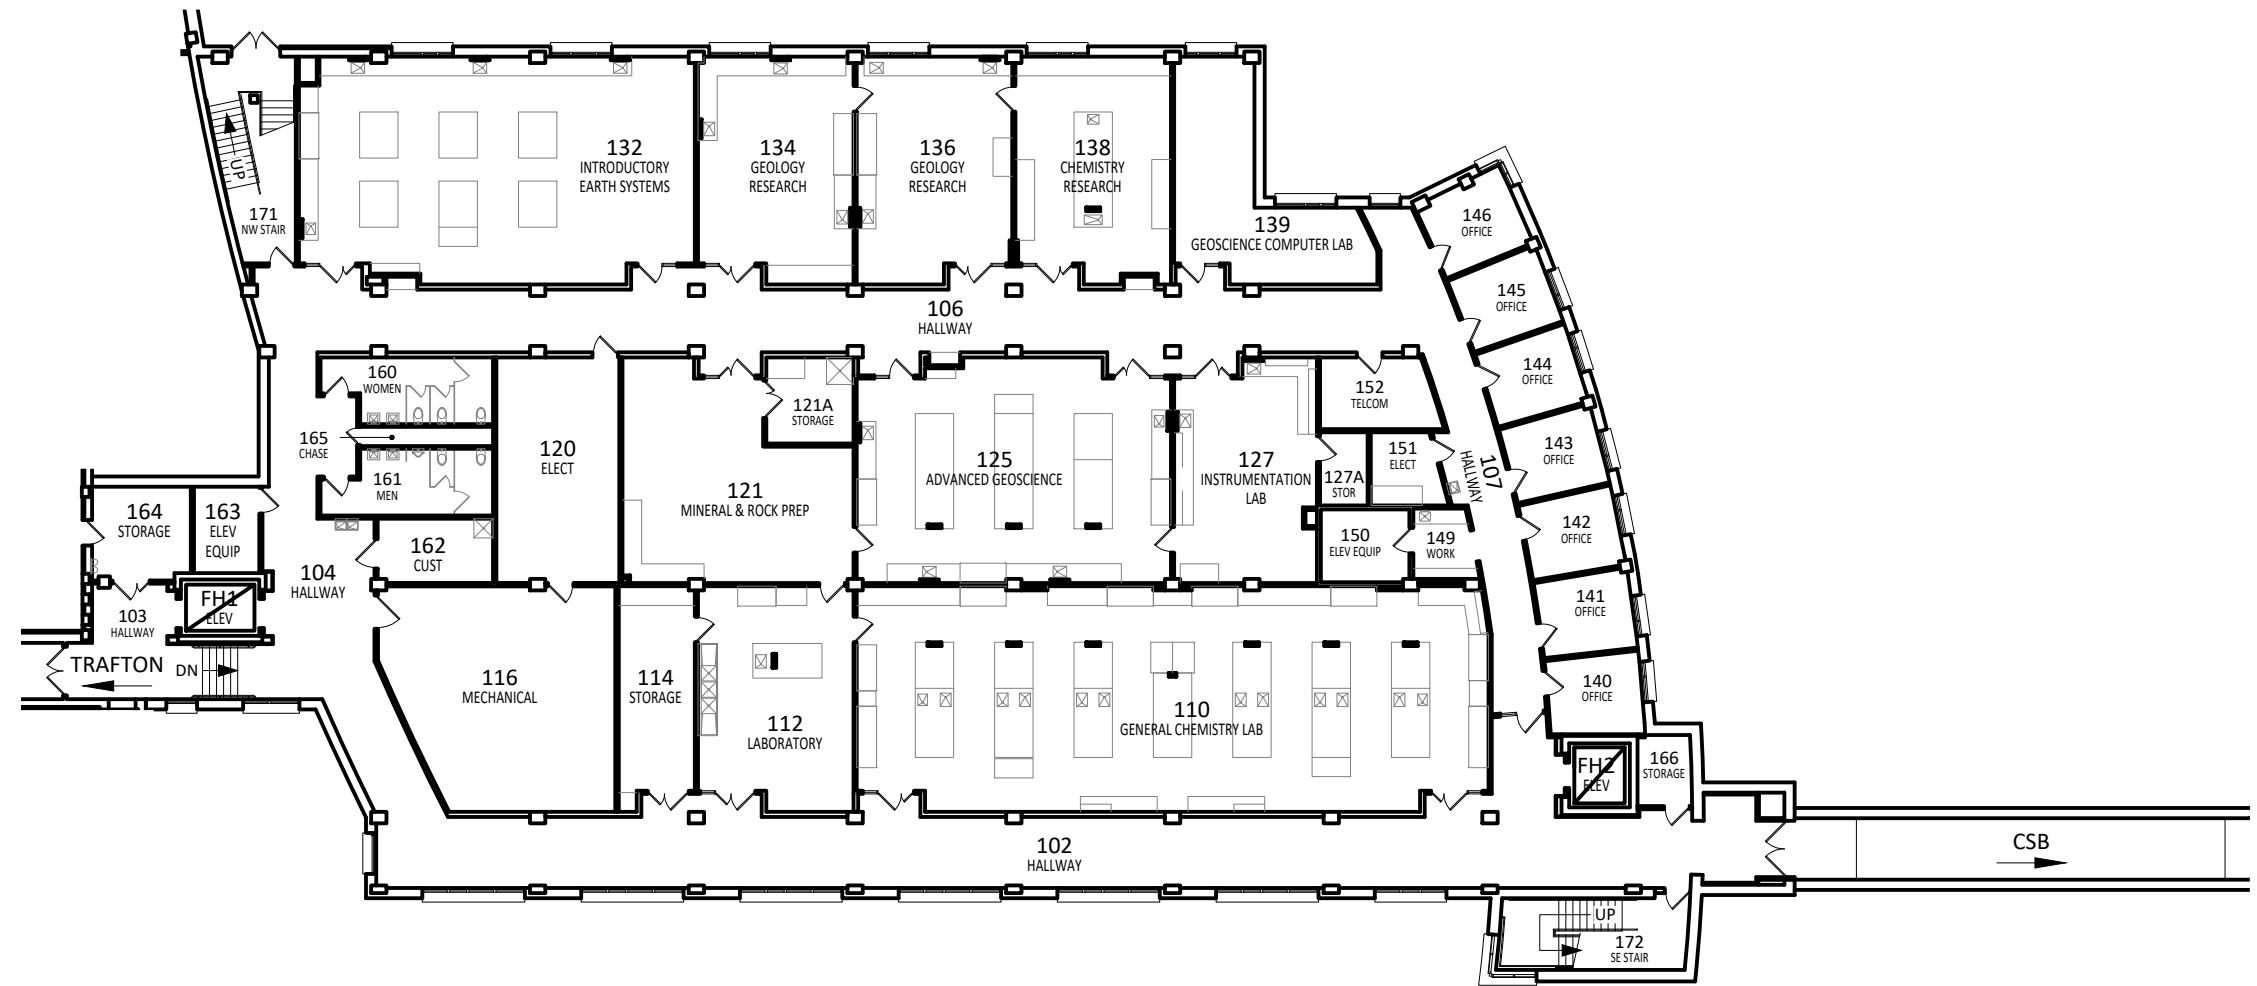 132
INTRODUCTORY
EARTH SYSTEMS
134
GEOLOGY
RESEARCH
136
GEOLOGY
RESEARCH
138
CHEMISTRY
RESEARCH
139
GEOSCIENCE COMPUTER LAB
146
OFFICE
UP
171
NW STAIR
145
OFFICE
106
HALLWAY
144
OFFICE
160
WOMEN
121A
STORAGE
152
TELCOM
165
CHASE
120
ELECT
125
ADVANCED GEOSCIENCE
127
INSTRUMENTATION
LAB
127A
STOR
151
ELECT
107
HALLWAY
143
OFFICE
161
MEN
121
MINERAL & ROCK PREP
164
STORAGE
163
ELEV
EQUIP
162
CUST
150
ELEV EQUIP
149
WORK
142
OFFICE
104
HALLWAY
FH1
ELEV
103
HALLWAY
141
OFFICE
TRAFTON
DN
116
MECHANICAL
114
STORAGE
112
LABORATORY
110
GENERAL CHEMISTRY LAB
140
OFFICE
FH2
ELEV
166
STORAGE
102
HALLWAY
CSB
UP
172
SE STAIR